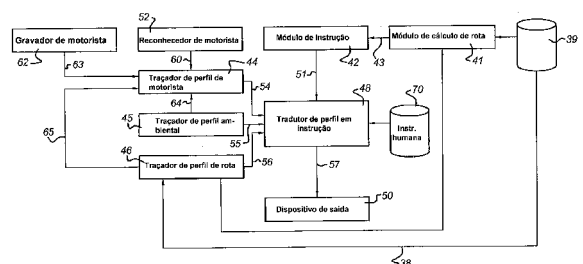 Gravador de motorista
62
52
Reconhecedor de motorista
Módulo de Instrução
42
43
Módulo de cálculo de rota
41
39
63
60
44
Traçador de perfil da
motorista
54
51
48
70
64
Tradutor de perfil em
instrução
Instr.
humana
65
45
Traçador de perfil am-
biental
55
46
Traçador de perfil de rota
56
57
50
Dispositivo de saída
38